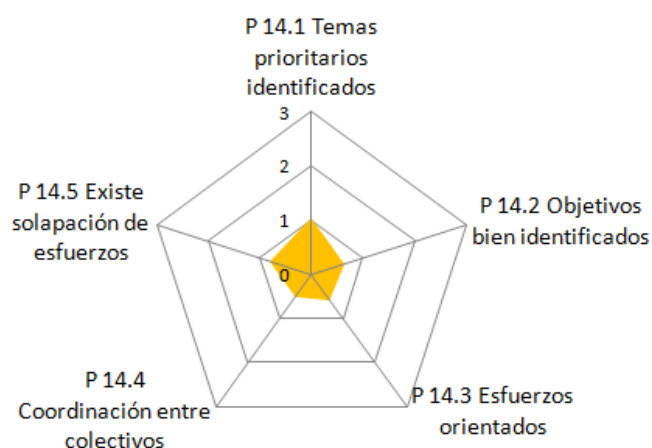 P 14.1 Temas
prioritarios
identificados
3
2
1
0
P 14.2 Objetivos
bien identificados
P 14.3 Esfuerzos
orientados
P 14.4
Coordinación entre
colectivos
P 14.5 Existe
solapación de
esfuerzos